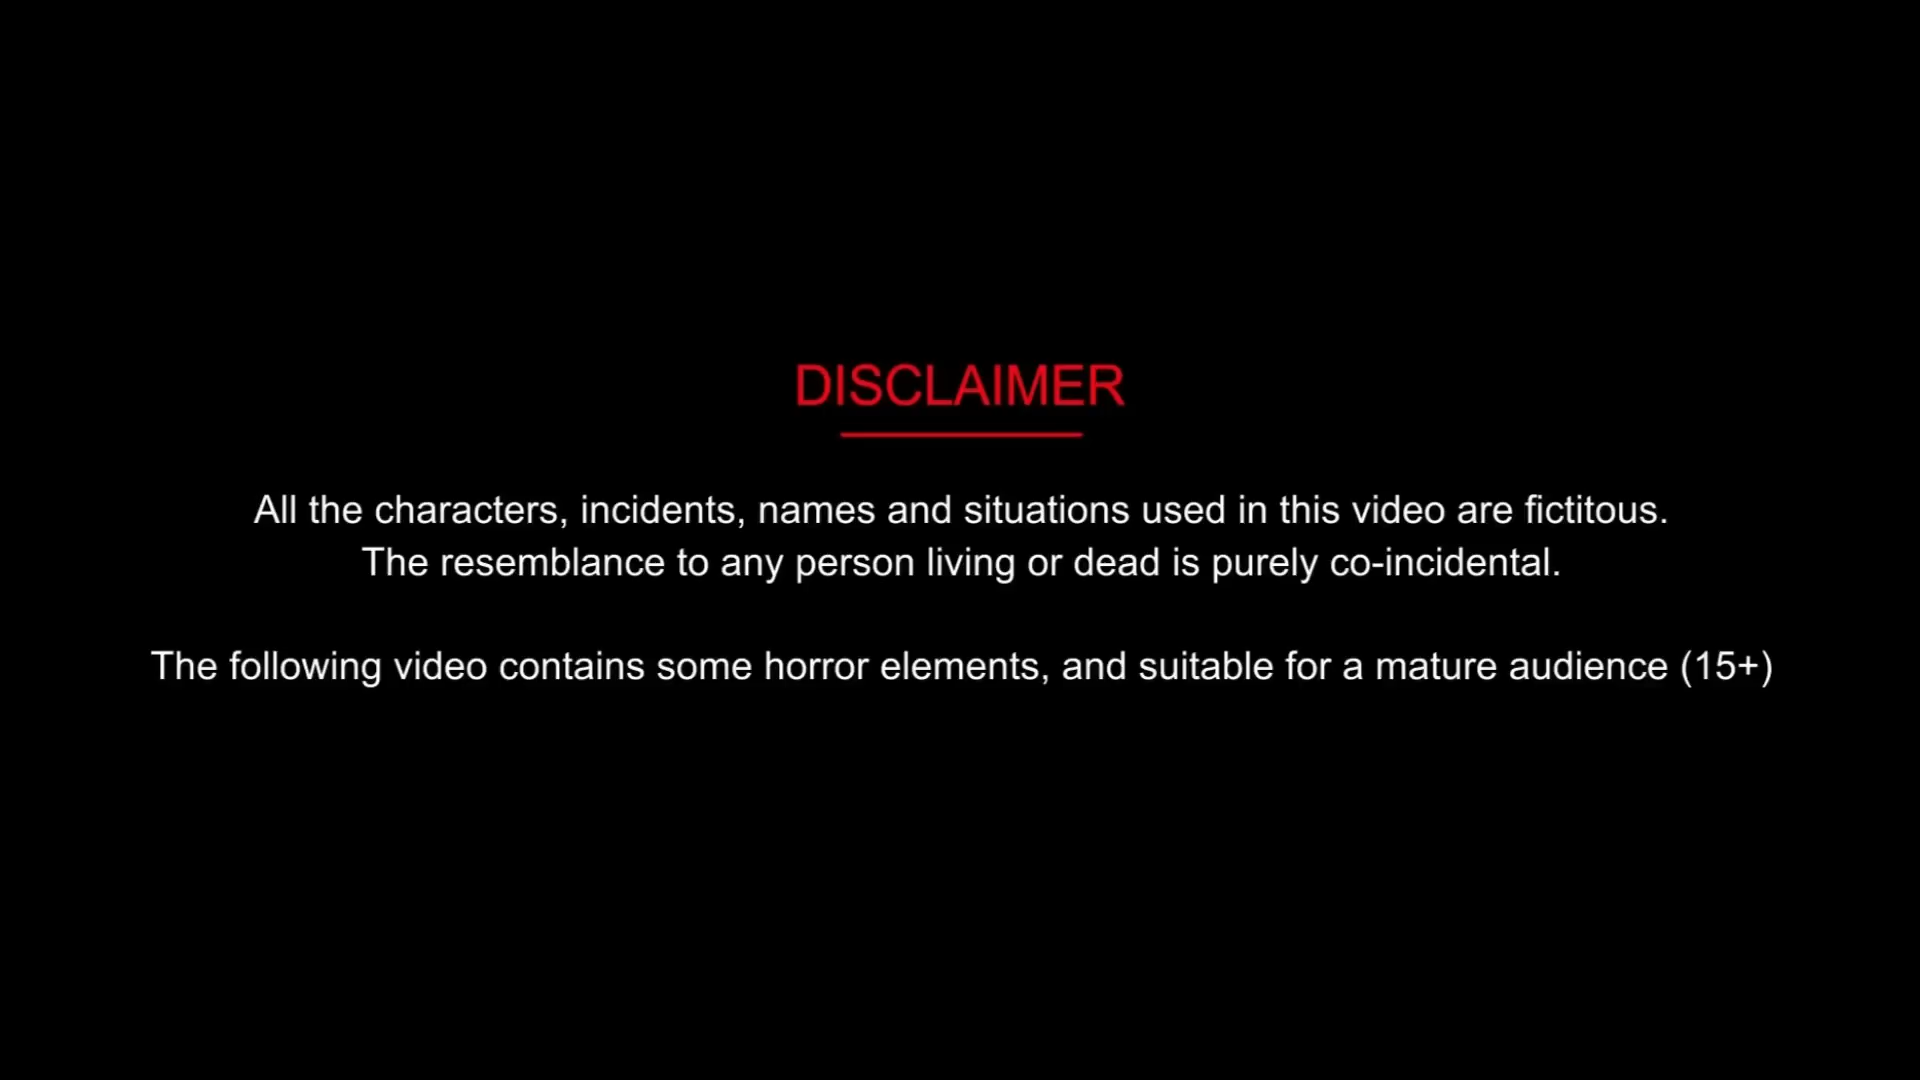 DISCLAIMER
All the characters, incidents, names and situations used in this video are fictitous.
The resemblance to any person living or dead is purely co-incidental.
The following video contains some horror elements, and suitable for a mature audience (15+)